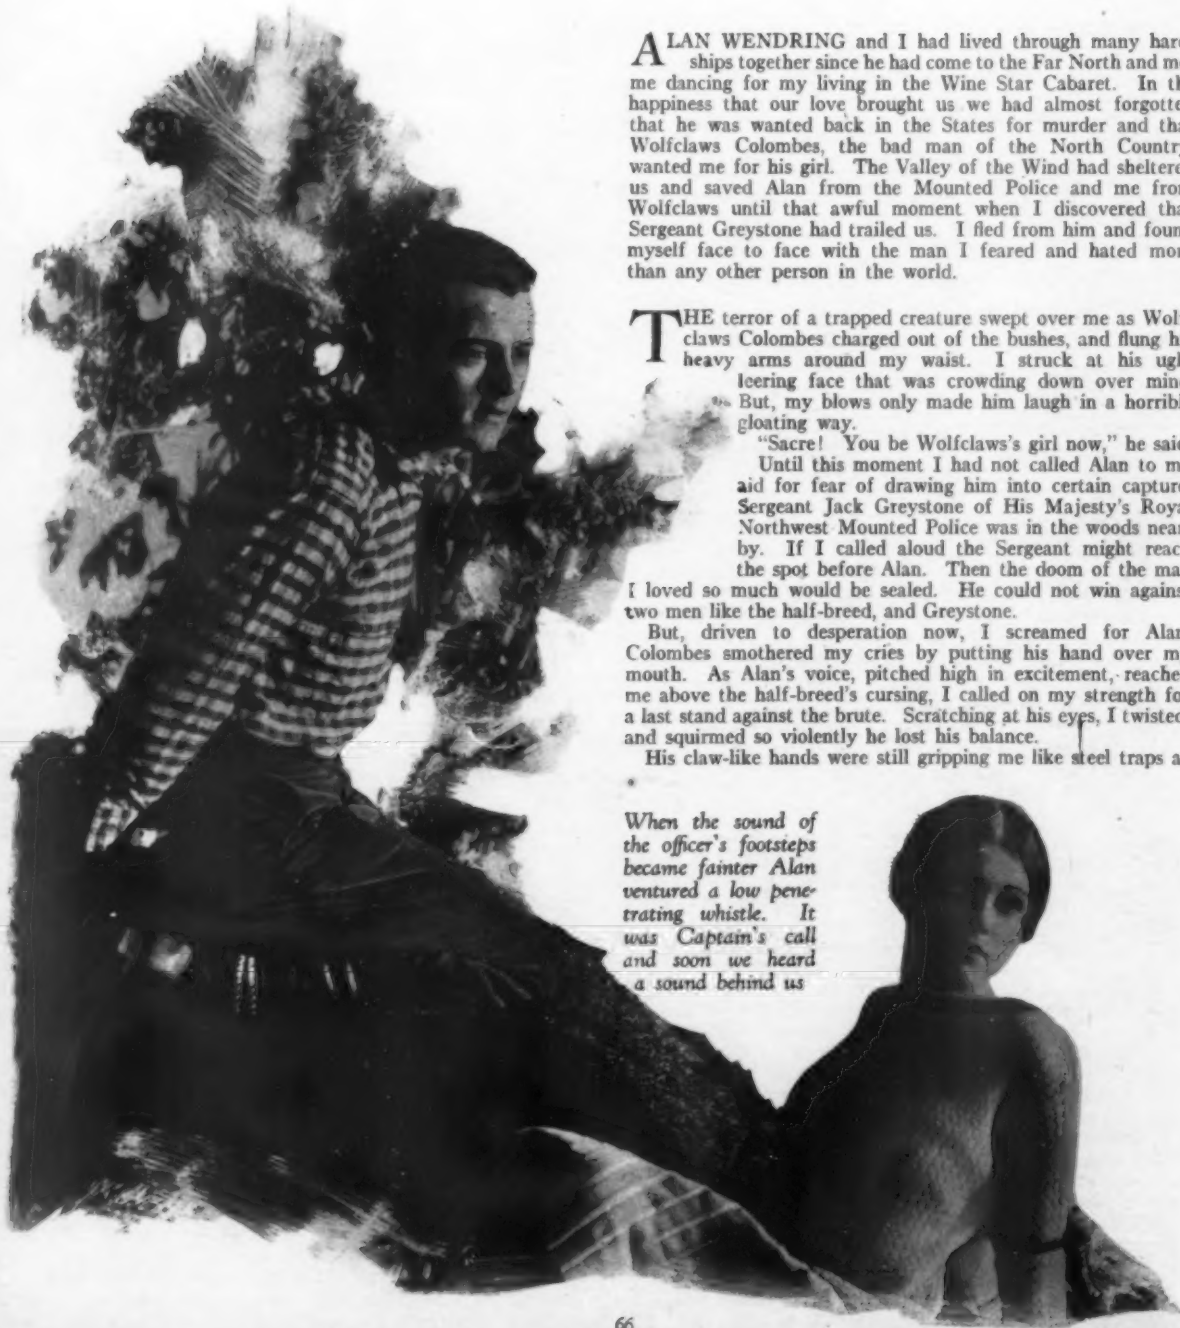 ALAN WENDRING and I had lived through many hard
ships together since he had come to the Far North and m
me dancing for my living in the Wine Star Cabaret. In th
happiness that our love brought us we had almost forgotte
that he was wanted back in the States for murder and tha
Wolfclaws Colombes, the bad man of the North Country
wanted me for his girl. The Valley of the Wind had sheltere
us and saved Alan from the Mounted Police and me from
Wolfclaws until that awful moment when I discovered tha
Sergeant Greystone had trailed us. I fled from him and foun
myself face to face with the man I feared and hated mor
than any other person in the world.
THE terror of a trapped creature swept over me as Wolf
claws Colombes charged out of the bushes, and flung h
heavy arms around my waist. I struck at his ugl
leering face that was crowding down over min
But, my blows only made him laugh in a horribl
gloating way.
"Sacre! You be Wolfclaws's girl now," he said
Until this moment I had not called Alan to m
aid for fear of drawing him into certain capture
Sergeant Jack Greystone of His Majesty's Roya
Northwest Mounted Police was in the woods near
by. If I called aloud the Sergeant might reac
the spot before Alan. Then the doom of the ma
I loved so much would be sealed. He could not win agains
two men like the half-breed, and Greystone.
But, driven to desperation now, I screamed for Alan
Colombes smothered my cries by putting his hand over m
mouth. As Alan's voice, pitched high in excitement, reache
me above the half-breed's cursing, I called on my strength fo
a last stand against the brute. Scratching at his eyes, I twisted
and squirmed so violently he lost his balance.
His claw-like hands were still gripping me like steel traps a
When the sound of
the officer's footsteps
became fainter Alan
ventured a low pene-
trating whistle. It
was Captain's call
and soon we heard
a sound behind us
66